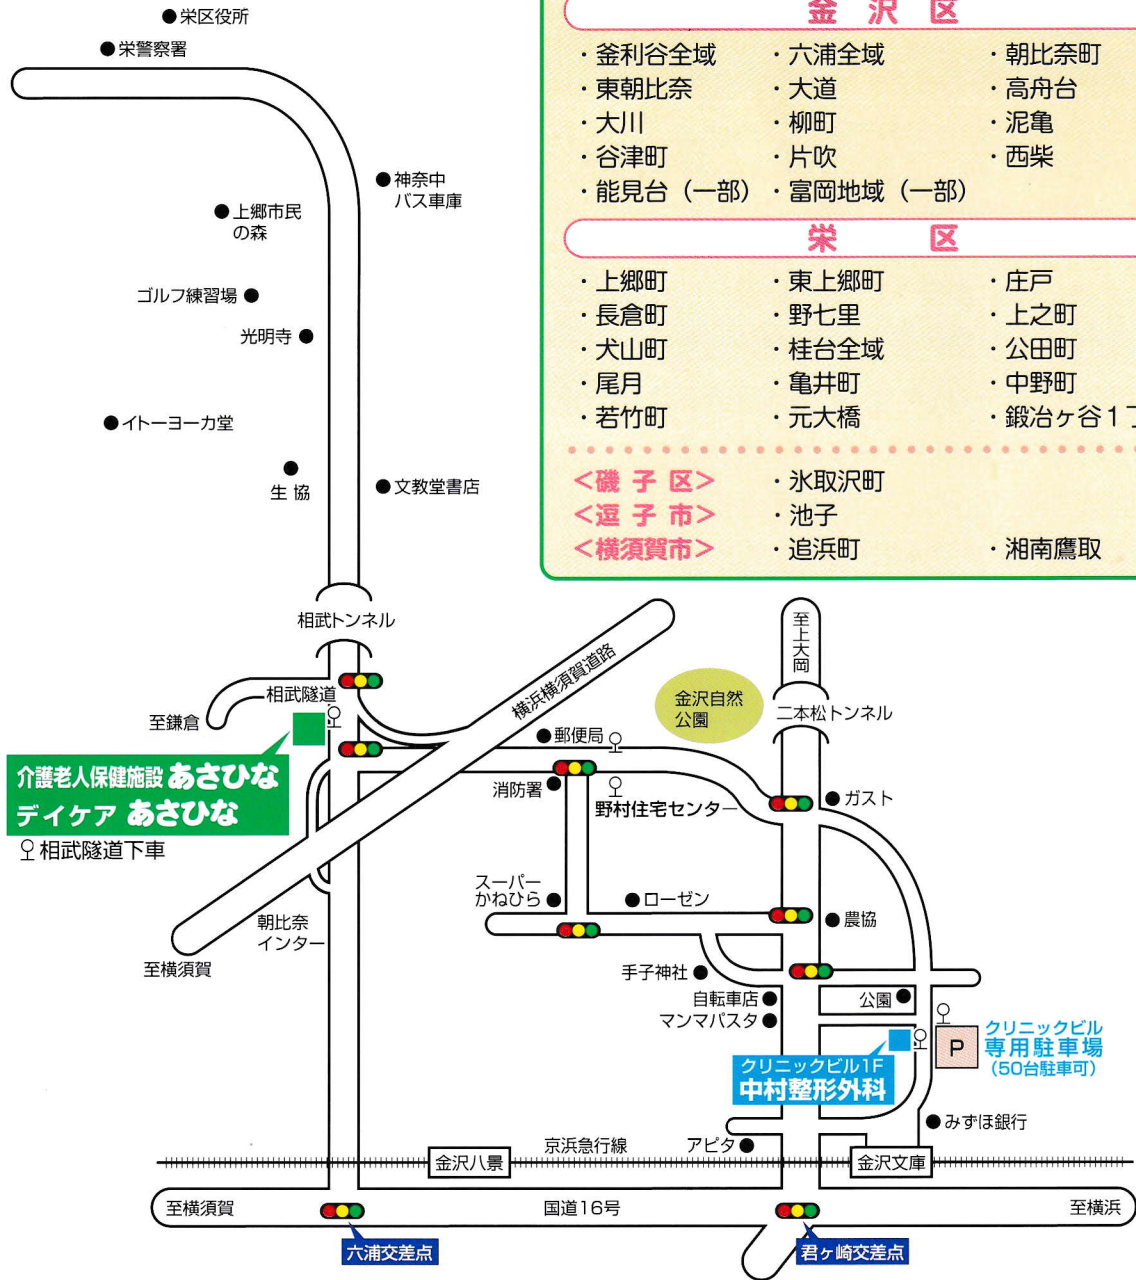 栄区役所
栄警察署
神奈中
バス車庫
上郷市民
の森
ゴルフ練習場
光明寺
イトーヨーカ堂
生協
文教堂書店
金沢区
・釜利谷全域 ・六浦全域 ・朝比奈町
・東朝比奈 ・大道 ・高舟台
・大川 ・柳町 ・泥亀
・谷津町 ・片吹 ・西柴
・能見台（一部） ・富岡地域（一部）
栄区
・上郷町 ・東上郷町 ・庄戸
・長倉町 ・野七里 ・上之町
・犬山町 ・桂台全域 ・公田町
・尾月 ・亀井町 ・中野町
・若竹町 ・元大橋 ・鍛冶ヶ谷1
＜磯子区＞ ・氷取沢町
＜逗子市＞ ・池子
＜横須賀市＞ ・追浜町 ・湘南鷹取
相武トンネル
相武隧道
至鎌倉
介護老人保健施設 あさひな
デイケア あさひな
相武隧道下車
横浜横須賀道路
至横須賀
朝比奈
インター
郵便局
消防署
野村住宅センター
金沢自然
公園
至上大岡
二本松トンネル
ガスト
スーパー
かねひら
ローゼン
農協
手子神社
自転車店
マンマパスタ
公園
クリニックビル1F
中村整形外科
P
クリニックビル
専用駐車場
（50台駐車可）
みずほ銀行
アピタ
京浜急行線
金沢八景
金沢文庫
至横須賀
国道16号
至横浜
六浦交差点
君ヶ崎交差点